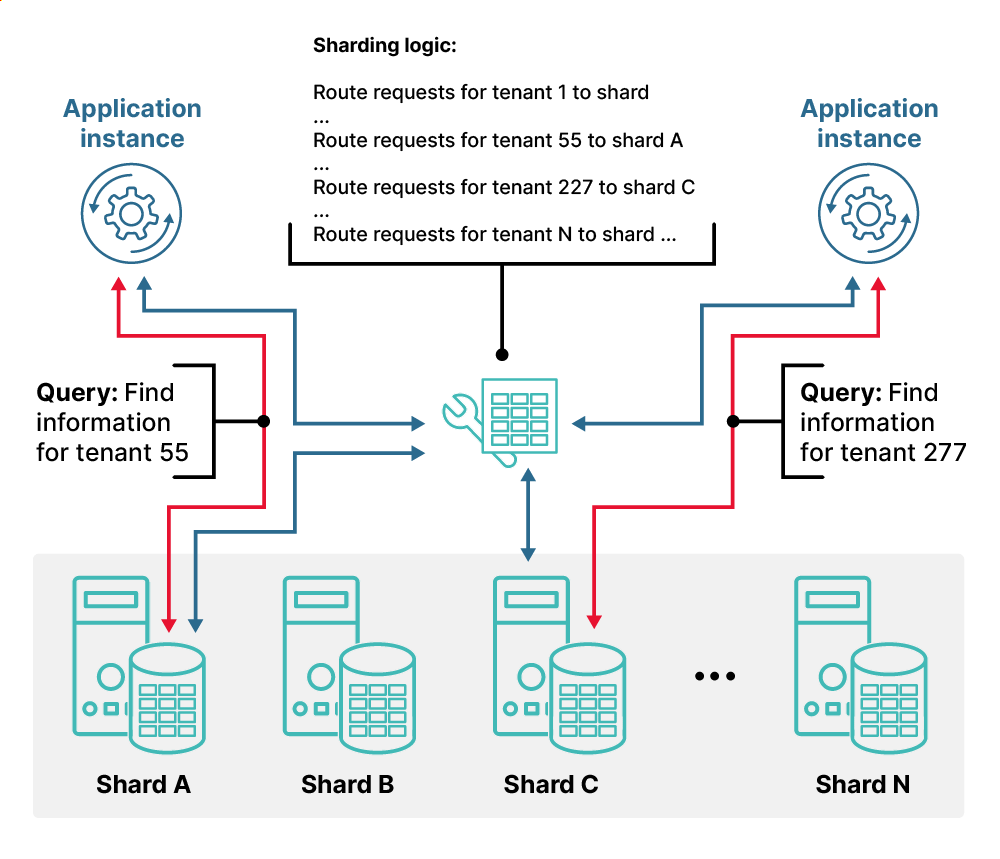 Sharding logic:
Route requests for tenant 1 to shard
...
Route requests for tenant 55 to shard A
...
Route requests for tenant 227 to shard C
...
Route requests for tenant N to shard ...
Application
instance
Application
instance
Query: Find
information
for tenant 55
Query: Find
information
for tenant 277
...
Shard A
Shard B
Shard C
Shard N